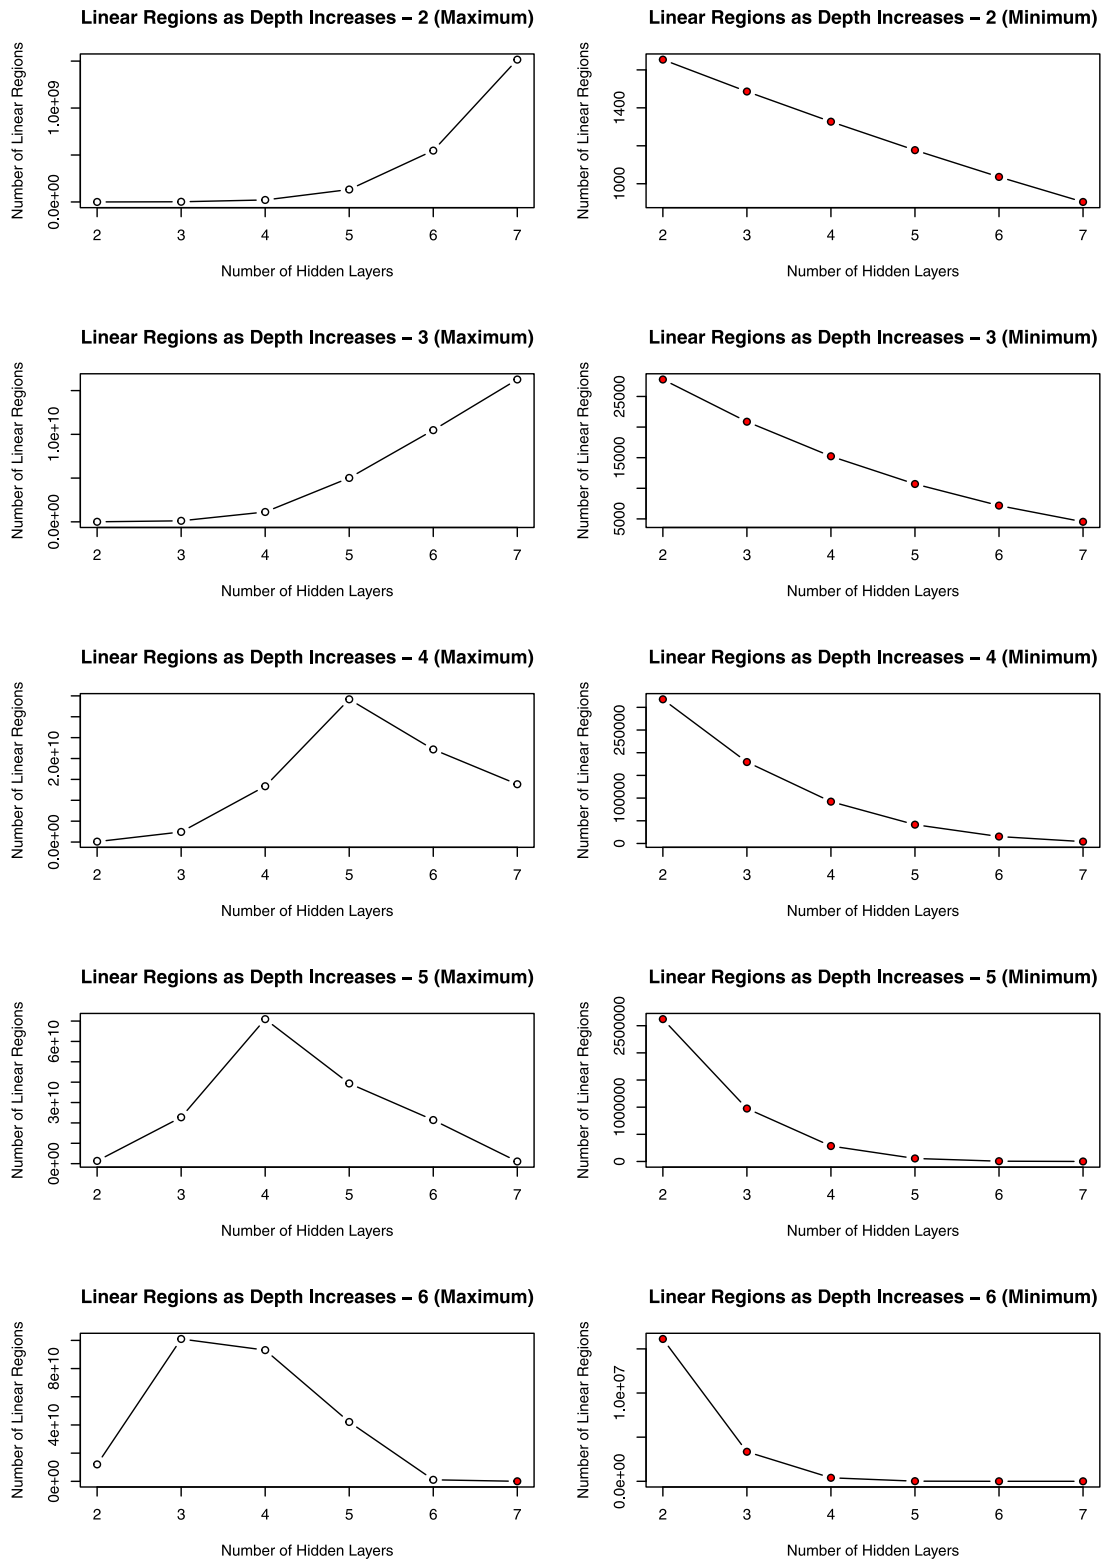 Linear Regions as Depth Increases – 2 (Maximum)
Number of Linear Regions
0.0e+00 1.0e+09
2 3 4 5 6 7
Number of Hidden Layers
Linear Regions as Depth Increases – 2 (Minimum)
Number of Linear Regions
1000 1400
2 3 4 5 6 7
Number of Hidden Layers
Linear Regions as Depth Increases – 3 (Maximum)
Number of Linear Regions
0.0e+00 1.0e+10
2 3 4 5 6 7
Number of Hidden Layers
Linear Regions as Depth Increases – 3 (Minimum)
Number of Linear Regions
5000 15000 25000
2 3 4 5 6 7
Number of Hidden Layers
Linear Regions as Depth Increases – 4 (Maximum)
Number of Linear Regions
0.0e+00 2.0e+10
2 3 4 5 6 7
Number of Hidden Layers
Linear Regions as Depth Increases – 4 (Minimum)
Number of Linear Regions
0 100000 250000
2 3 4 5 6 7
Number of Hidden Layers
Linear Regions as Depth Increases – 5 (Maximum)
Number of Linear Regions
0e+00 3e+10 6e+10
2 3 4 5 6 7
Number of Hidden Layers
Linear Regions as Depth Increases – 5 (Minimum)
Number of Linear Regions
0 1000000 2500000
2 3 4 5 6 7
Number of Hidden Layers
Linear Regions as Depth Increases – 6 (Maximum)
Number of Linear Regions
0e+00 4e+10 8e+10
2 3 4 5 6 7
Number of Hidden Layers
Linear Regions as Depth Increases – 6 (Minimum)
Number of Linear Regions
0.0e+00 1.0e+07
2 3 4 5 6 7
Number of Hidden Layers